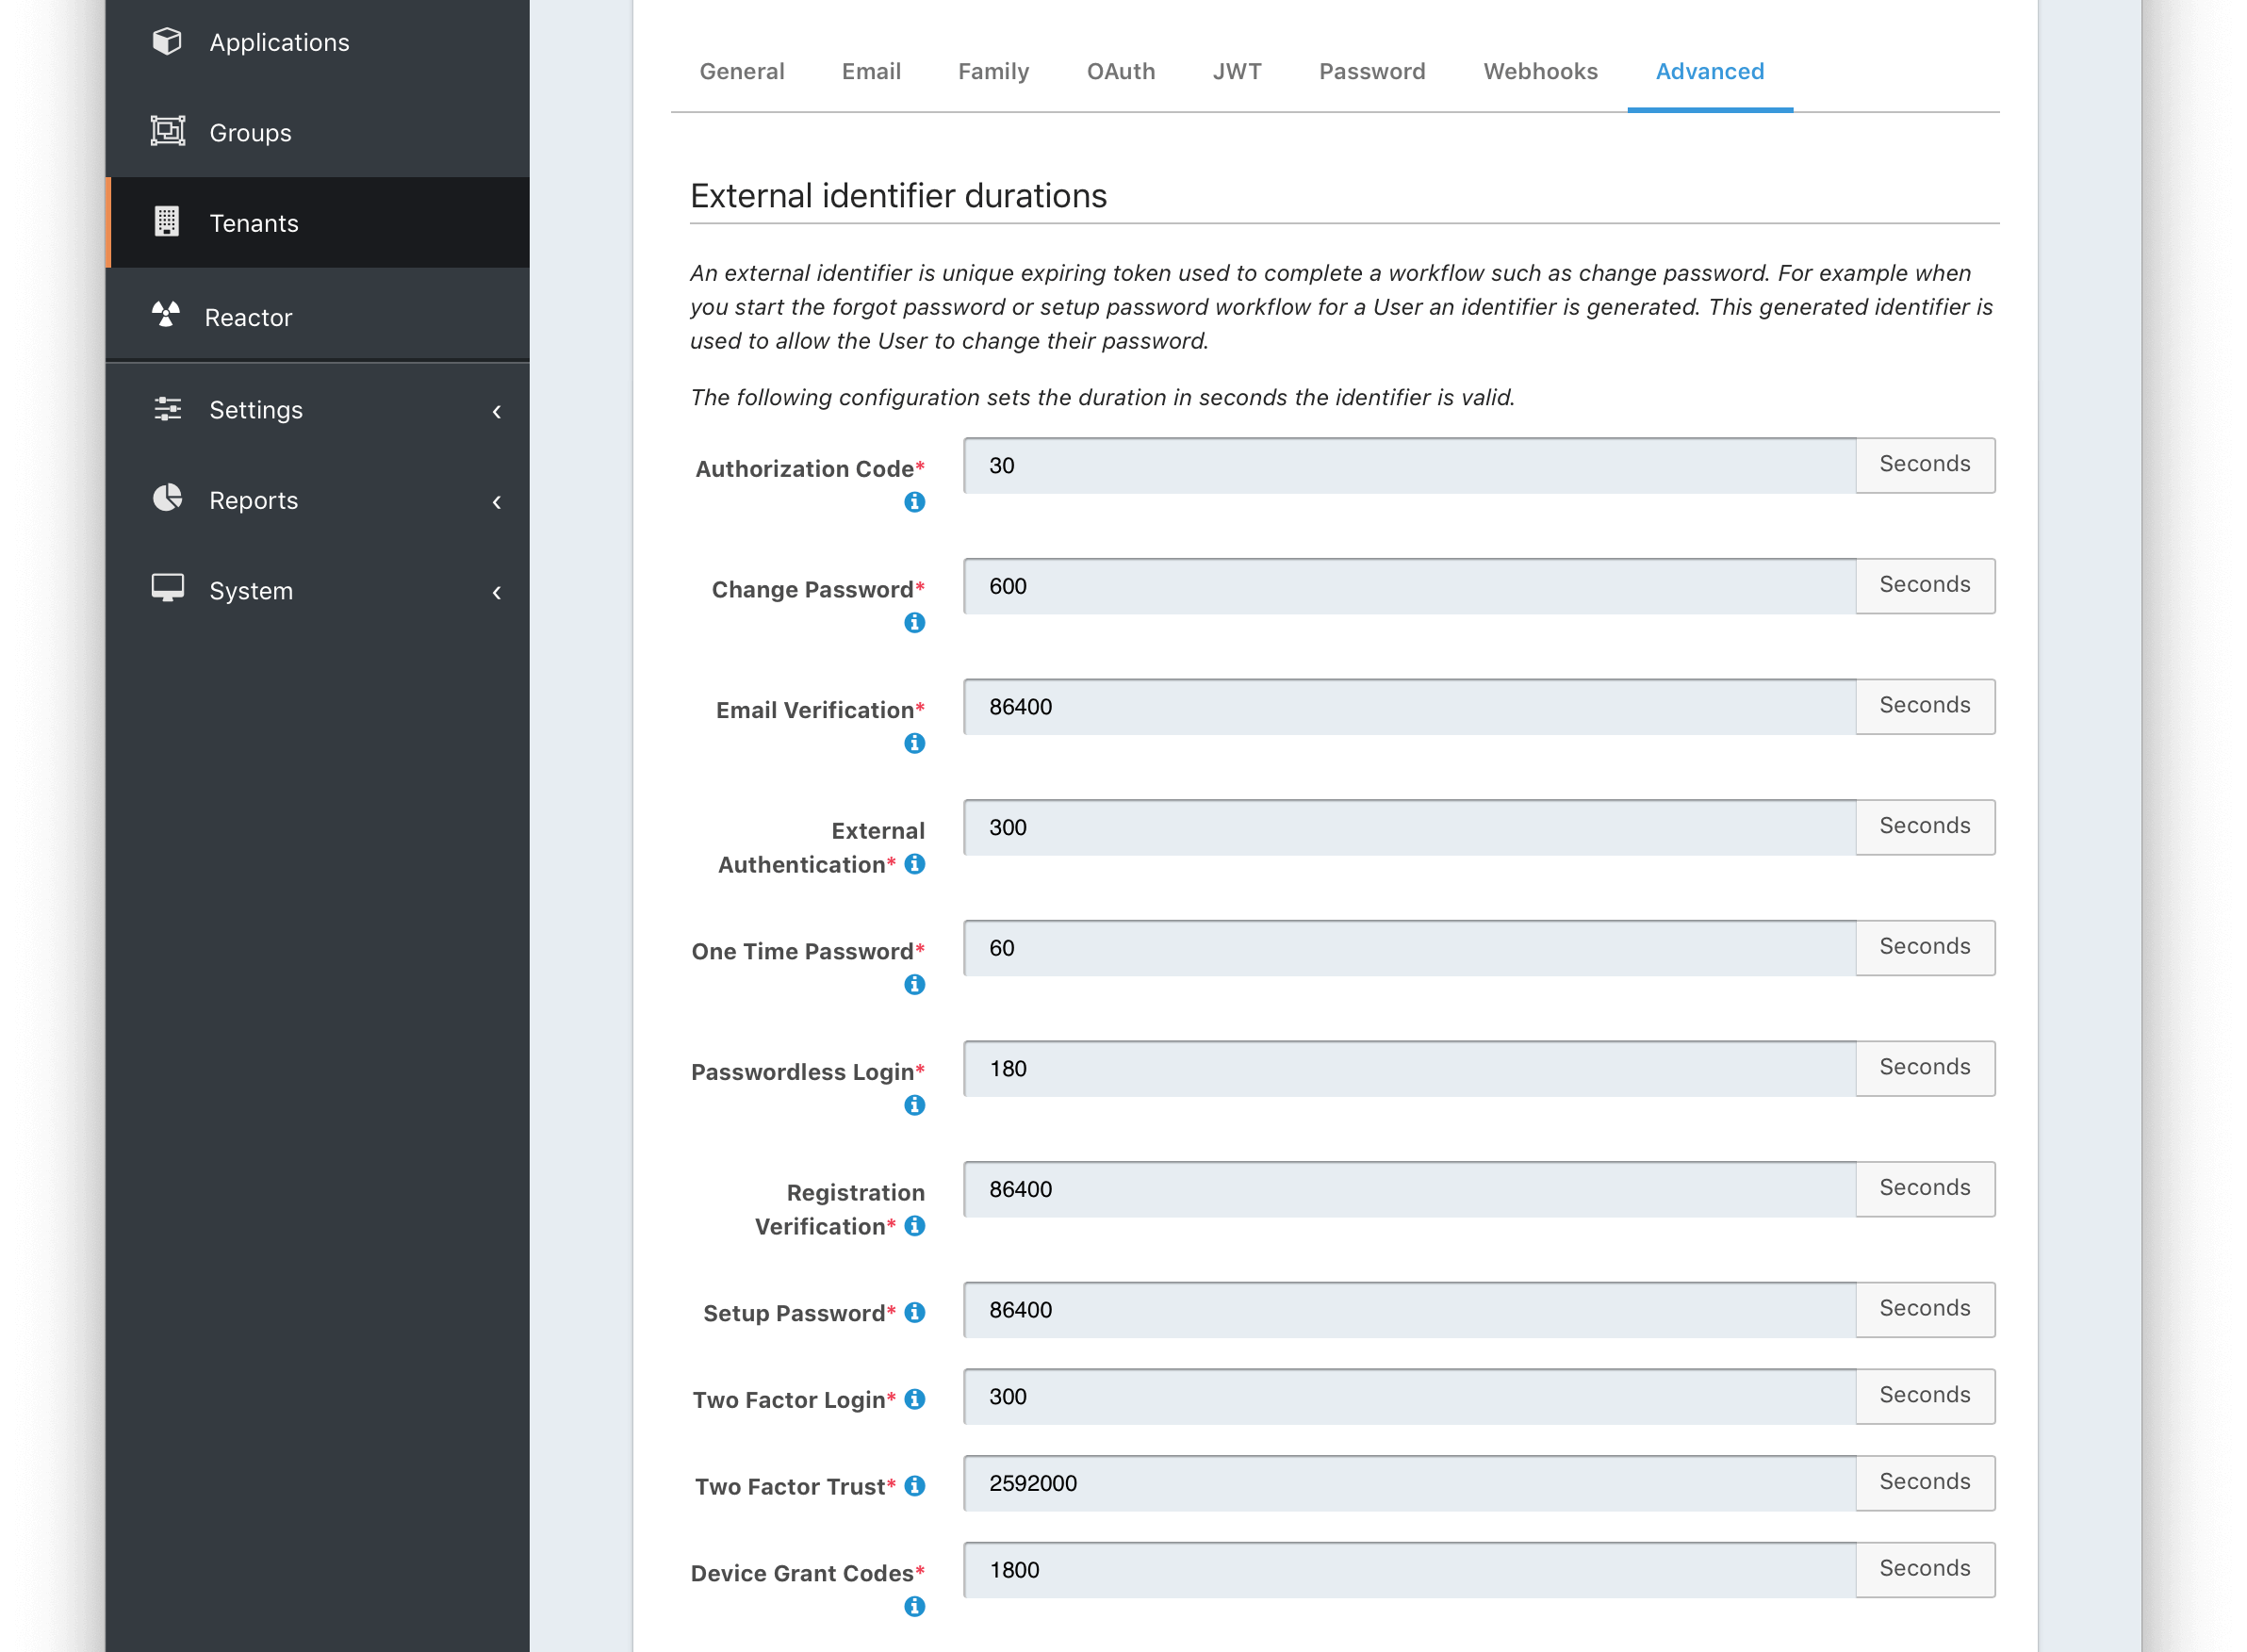 Applications
Groups
Tenants
Reactor
Settings
Reports
System
General Email Family OAuth JWT Password Webhooks Advanced
External identifier durations
An external identifier is unique expiring token used to complete a workflow such as change password. For example when
you start the forgot password or setup password workflow for a User an identifier is generated. This generated identifier is
used to allow the User to change their password.
The following configuration sets the duration in seconds the identifier is valid.
Authorization Code* 30 Seconds
Change Password* 600 Seconds
Email Verification* 86400 Seconds
External
Authentication* 300 Seconds
One Time Password* 60 Seconds
Passwordless Login* 180 Seconds
Registration
Verification* 86400 Seconds
Setup Password* 86400 Seconds
Two Factor Login* 300 Seconds
Two Factor Trust* 2592000 Seconds
Device Grant Codes* 1800 Seconds